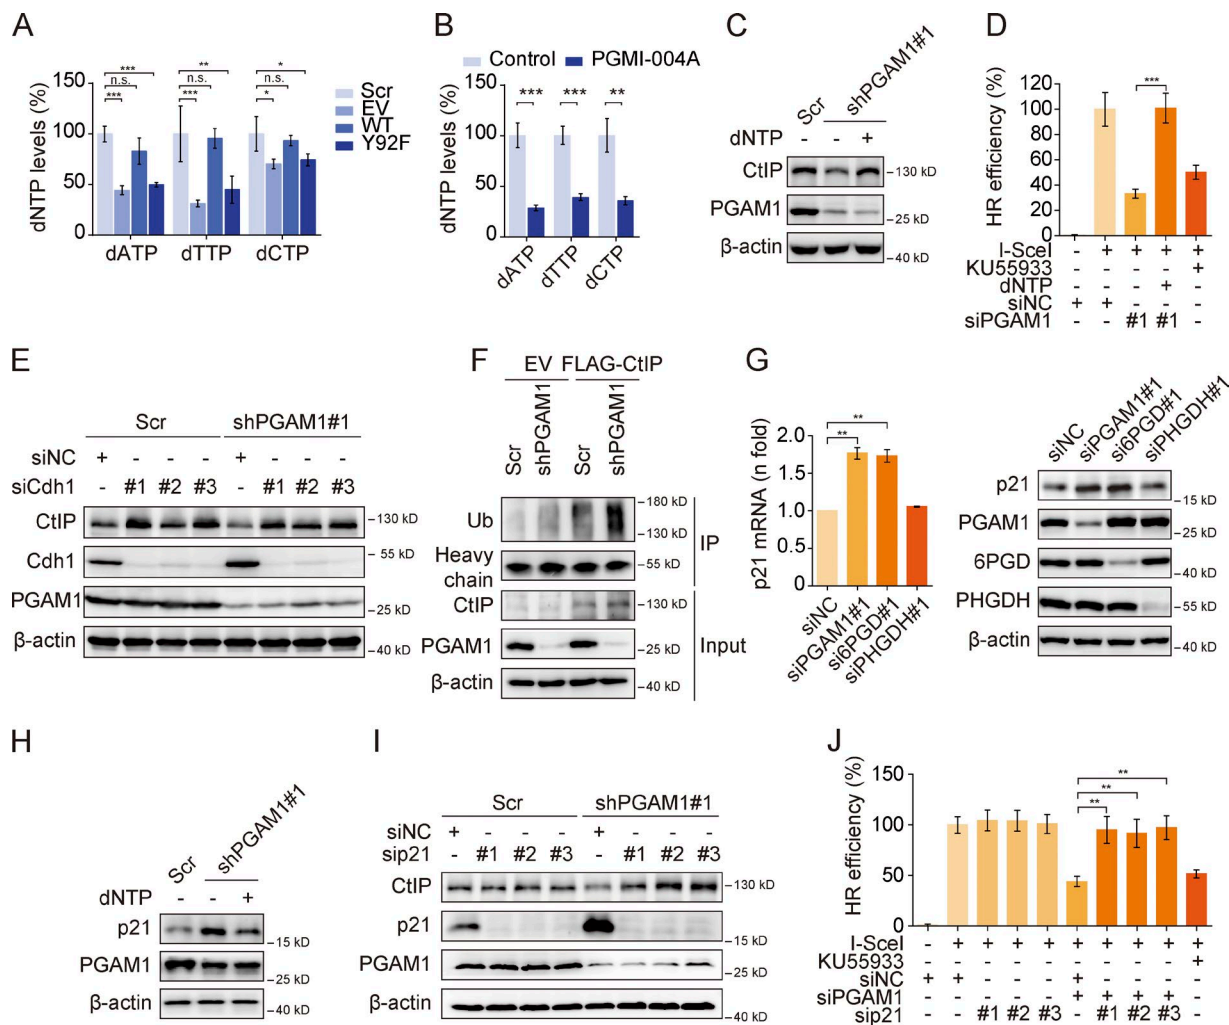 A
dNTP levels (%)
150
100
50
0
*** n.s. ***
** n.s. ***
* n.s. *
Scr
EV
WT
Y92F
dATP dTTP dCTP
B
Control PGMI-004A
dNTP levels (%)
150
100
50
0
*** *** **
dATP dTTP dCTP
C
Scr shPGAM1#1
dNTP - - +
CtIP 130 kD
PGAM1 25 kD
β-actin 40 kD
D
HR efficiency (%)
120
100
80
60
40
20
0
***
I-SceI - + + + +
KU55933 - - - - +
dNTP - - - + -
siNC + + - - -
siPGAM1 - - #1 #1 -
E
Scr shPGAM1#1
siNC + - - - + - - -
siCdh1 - #1 #2 #3 - #1 #2 #3
CtIP 130 kD
Cdh1 55 kD
PGAM1 25 kD
β-actin 40 kD
F
EV FLAG-CtIP
Scr shPGAM1 Scr shPGAM1
Ub 180 kD
130 kD
Heavy chain 55 kD
IP
CtIP 130 kD
PGAM1 25 kD
β-actin 40 kD
Input
G
p21 mRNA (n fold)
2.0
1.5
1.0
0.5
0.0
** **
siNC siPGAM1#1 si6PGD#1 siPHGDH#1
siNC siPGAM1#1 si6PGD#1 siPHGDH#1
p21 15 kD
PGAM1 25 kD
6PGD 40 kD
PHGDH 55 kD
β-actin 40 kD
H
Scr shPGAM1#1
dNTP - - +
p21 15 kD
PGAM1 25 kD
β-actin 40 kD
I
Scr shPGAM1#1
siNC + - - - + - - -
sip21 - #1 #2 #3 - #1 #2 #3
CtIP 130 kD
p21 15 kD
PGAM1 25 kD
β-actin 40 kD
J
HR efficiency (%)
150
100
50
0
** ** **
I-SceI - + + + + + + + + +
KU55933 - - - - - - - - - +
siNC + + - - - + - - - -
siPGAM1 - - - - - + + + + -
sip21 - - #1 #2 #3 - #1 #2 #3 -